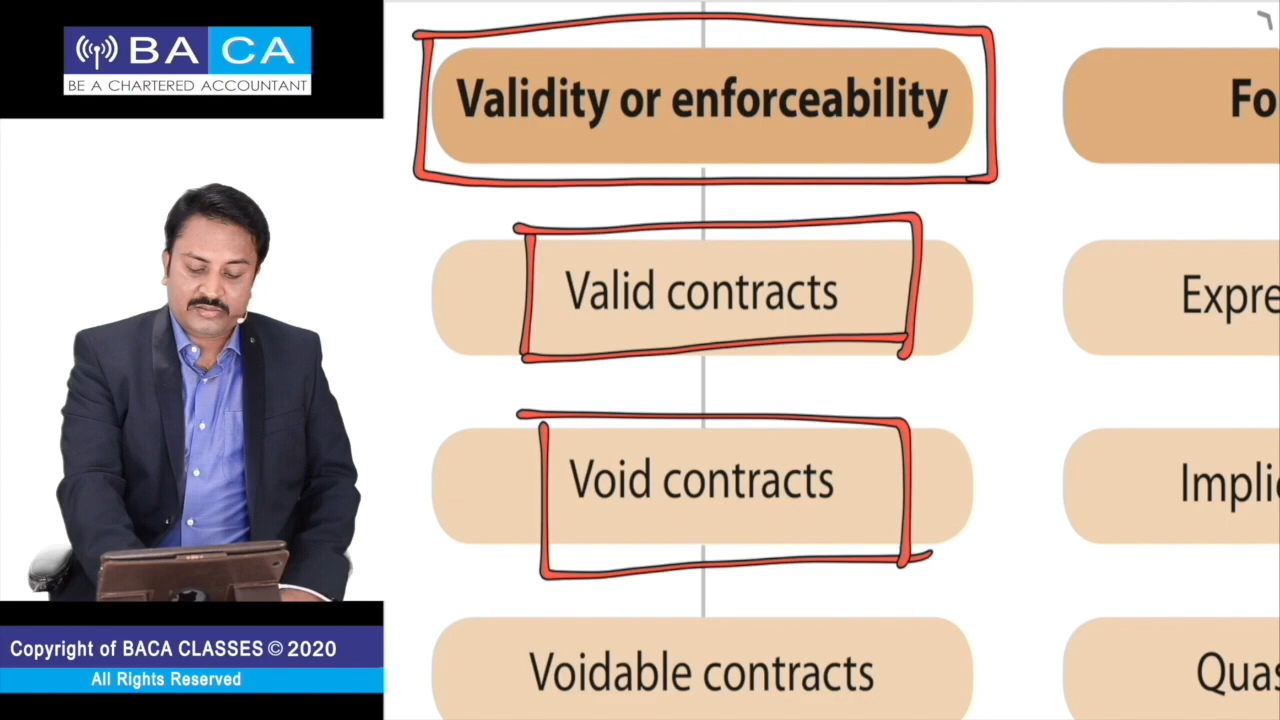 BA CA
BE A CHARTERED ACCOUNTANT
Validity or enforceability
Valid contracts
Void contracts
Voidable contracts
Copyright of BACA CLASSES © 2020
All Rights Reserved